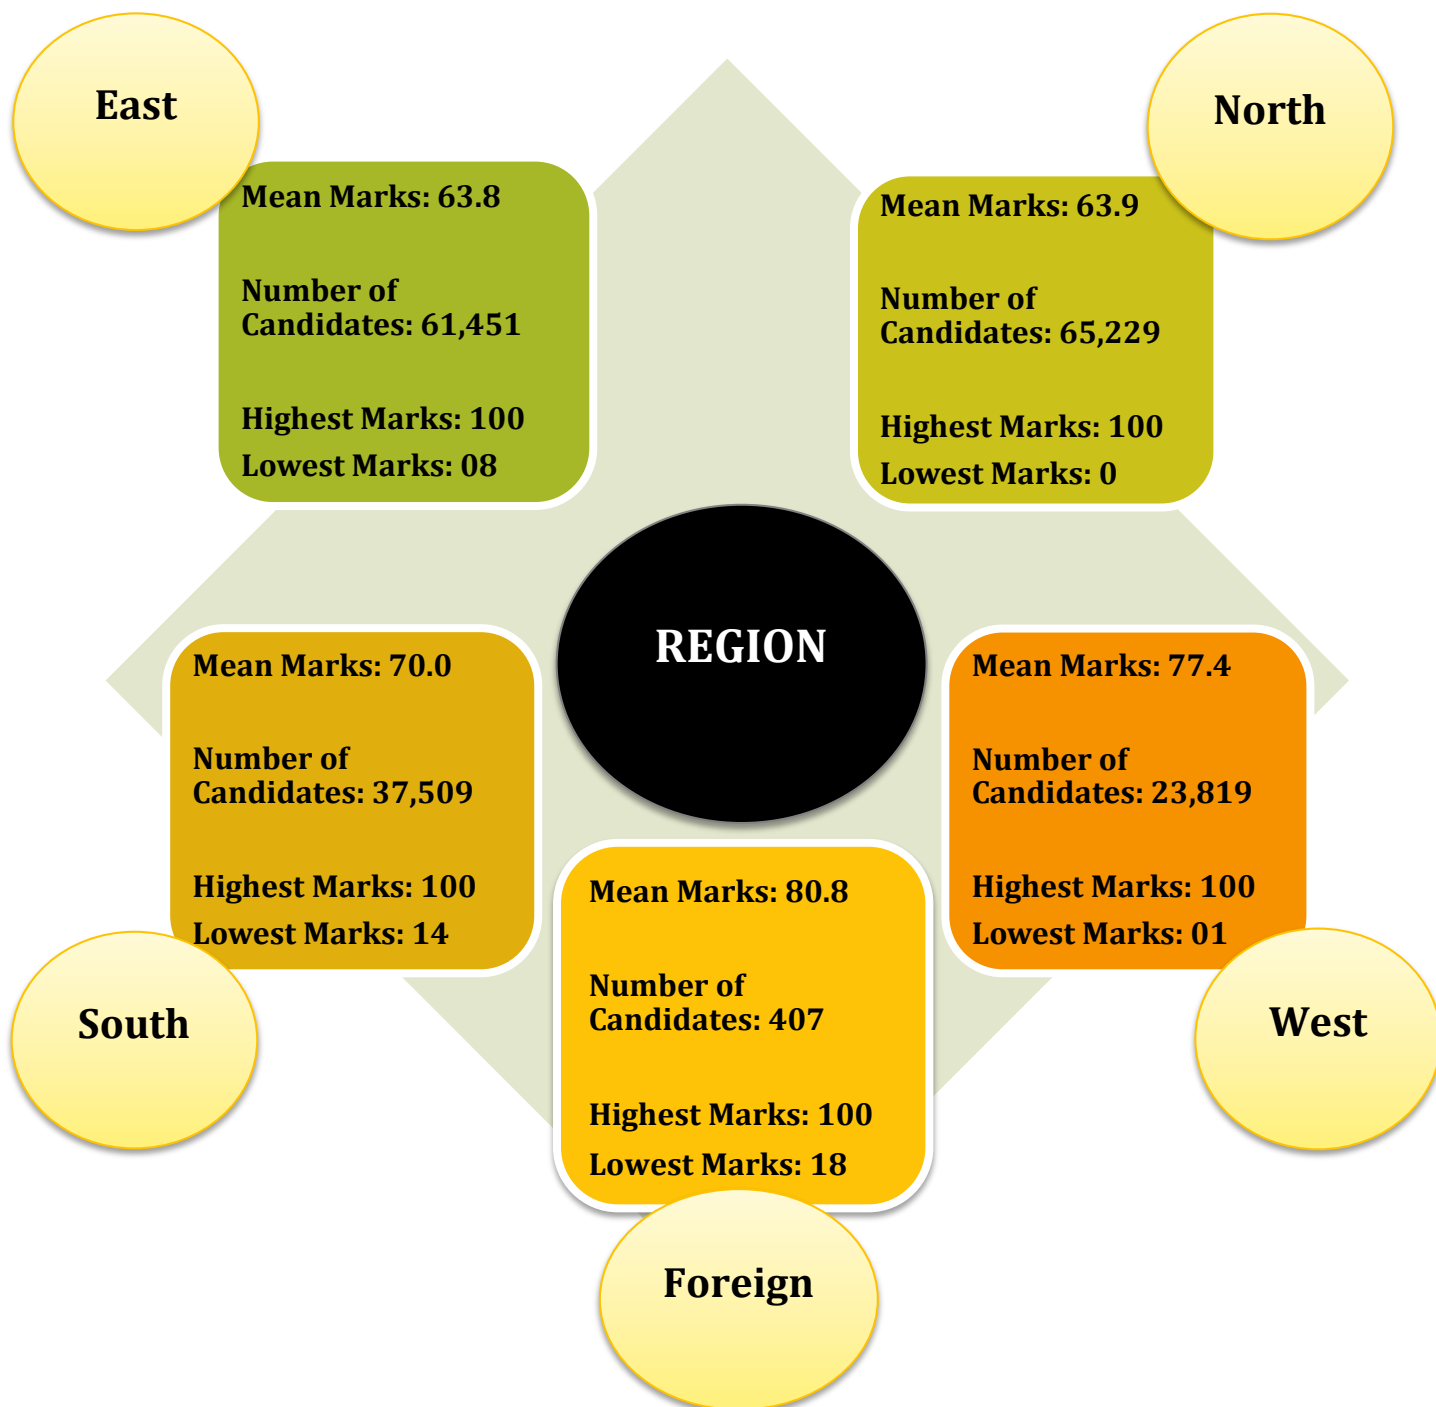 East
Mean Marks: 63.8
Number of
Candidates: 61,451
Highest Marks: 100
Lowest Marks: 08
North
Mean Marks: 63.9
Number of
Candidates: 65,229
Highest Marks: 100
Lowest Marks: 0
REGION
Mean Marks: 70.0
Number of
Candidates: 37,509
Highest Marks: 100
Lowest Marks: 14
South
Mean Marks: 77.4
Number of
Candidates: 23,819
Highest Marks: 100
Lowest Marks: 01
West
Mean Marks: 80.8
Number of
Candidates: 407
Highest Marks: 100
Lowest Marks: 18
Foreign